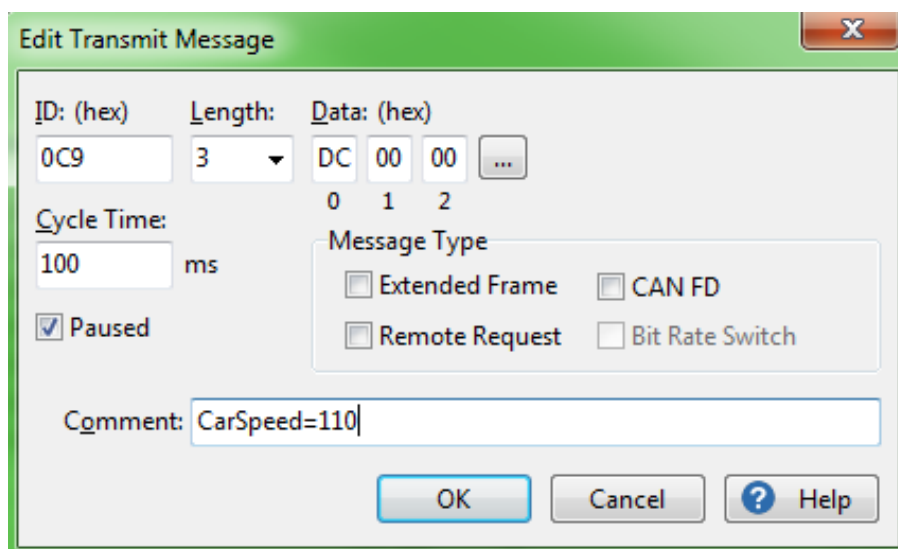 Edit Transmit Message
x
ID: (hex) Length: Data: (hex)
0C9 3 DC 00 00 ...
0 1 2
Cycle Time:
100 ms
Message Type
Extended Frame CAN FD
Paused
Remote Request Bit Rate Switch
Comment: CarSpeed=110
OK Cancel ? Help